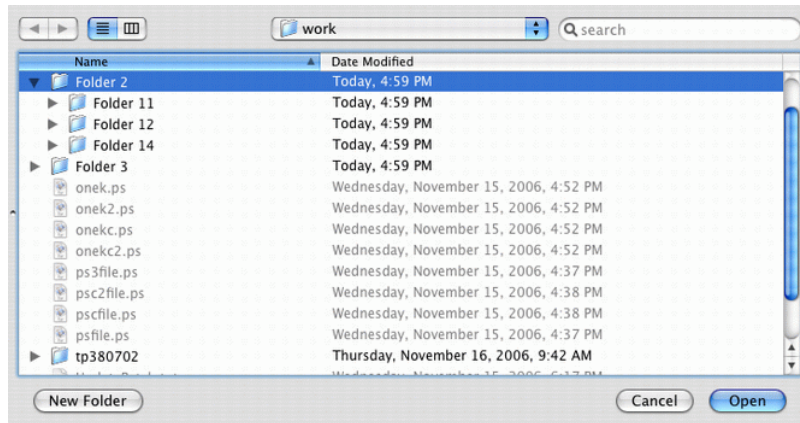 work search
Name Date Modified
Folder 2 Today, 4:59 PM
Folder 11 Today, 4:59 PM
Folder 12 Today, 4:59 PM
Folder 14 Today, 4:59 PM
Folder 3 Today, 4:59 PM
onek.ps Wednesday, November 15, 2006, 4:52 PM
onek2.ps Wednesday, November 15, 2006, 4:52 PM
onekc.ps Wednesday, November 15, 2006, 4:52 PM
onekc2.ps Wednesday, November 15, 2006, 4:52 PM
ps3file.ps Wednesday, November 15, 2006, 4:37 PM
psc2file.ps Wednesday, November 15, 2006, 4:38 PM
pscfile.ps Wednesday, November 15, 2006, 4:38 PM
psfile.ps Wednesday, November 15, 2006, 4:37 PM
tp380702 Thursday, November 16, 2006, 9:42 AM
New Folder Cancel Open